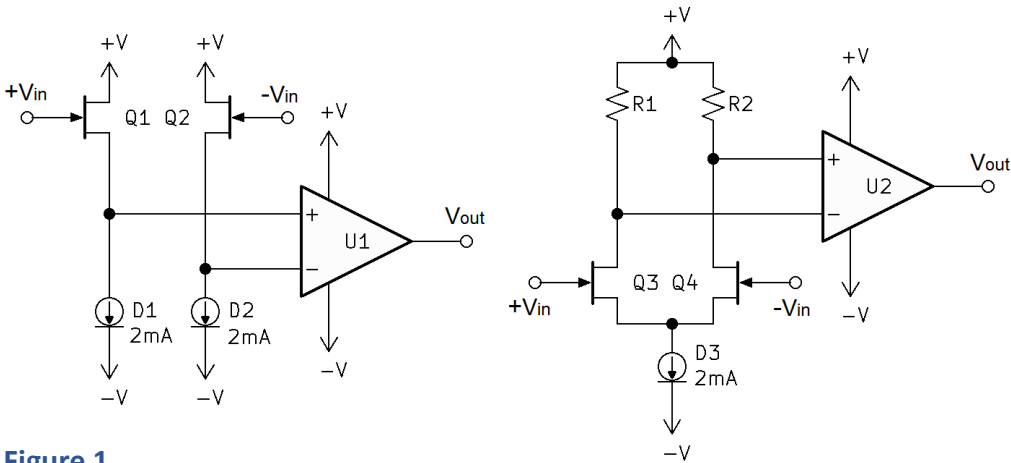 +V +V
+Vin -Vin
Q1 Q2
+V
+
U1
-
Vout
D1
2mA
D2
2mA
-V
-V -V
+V
R1 R2
+V
+
U2
-
Vout
Q3 Q4
+Vin -Vin
-V
D3
2mA
-V
Figure 1